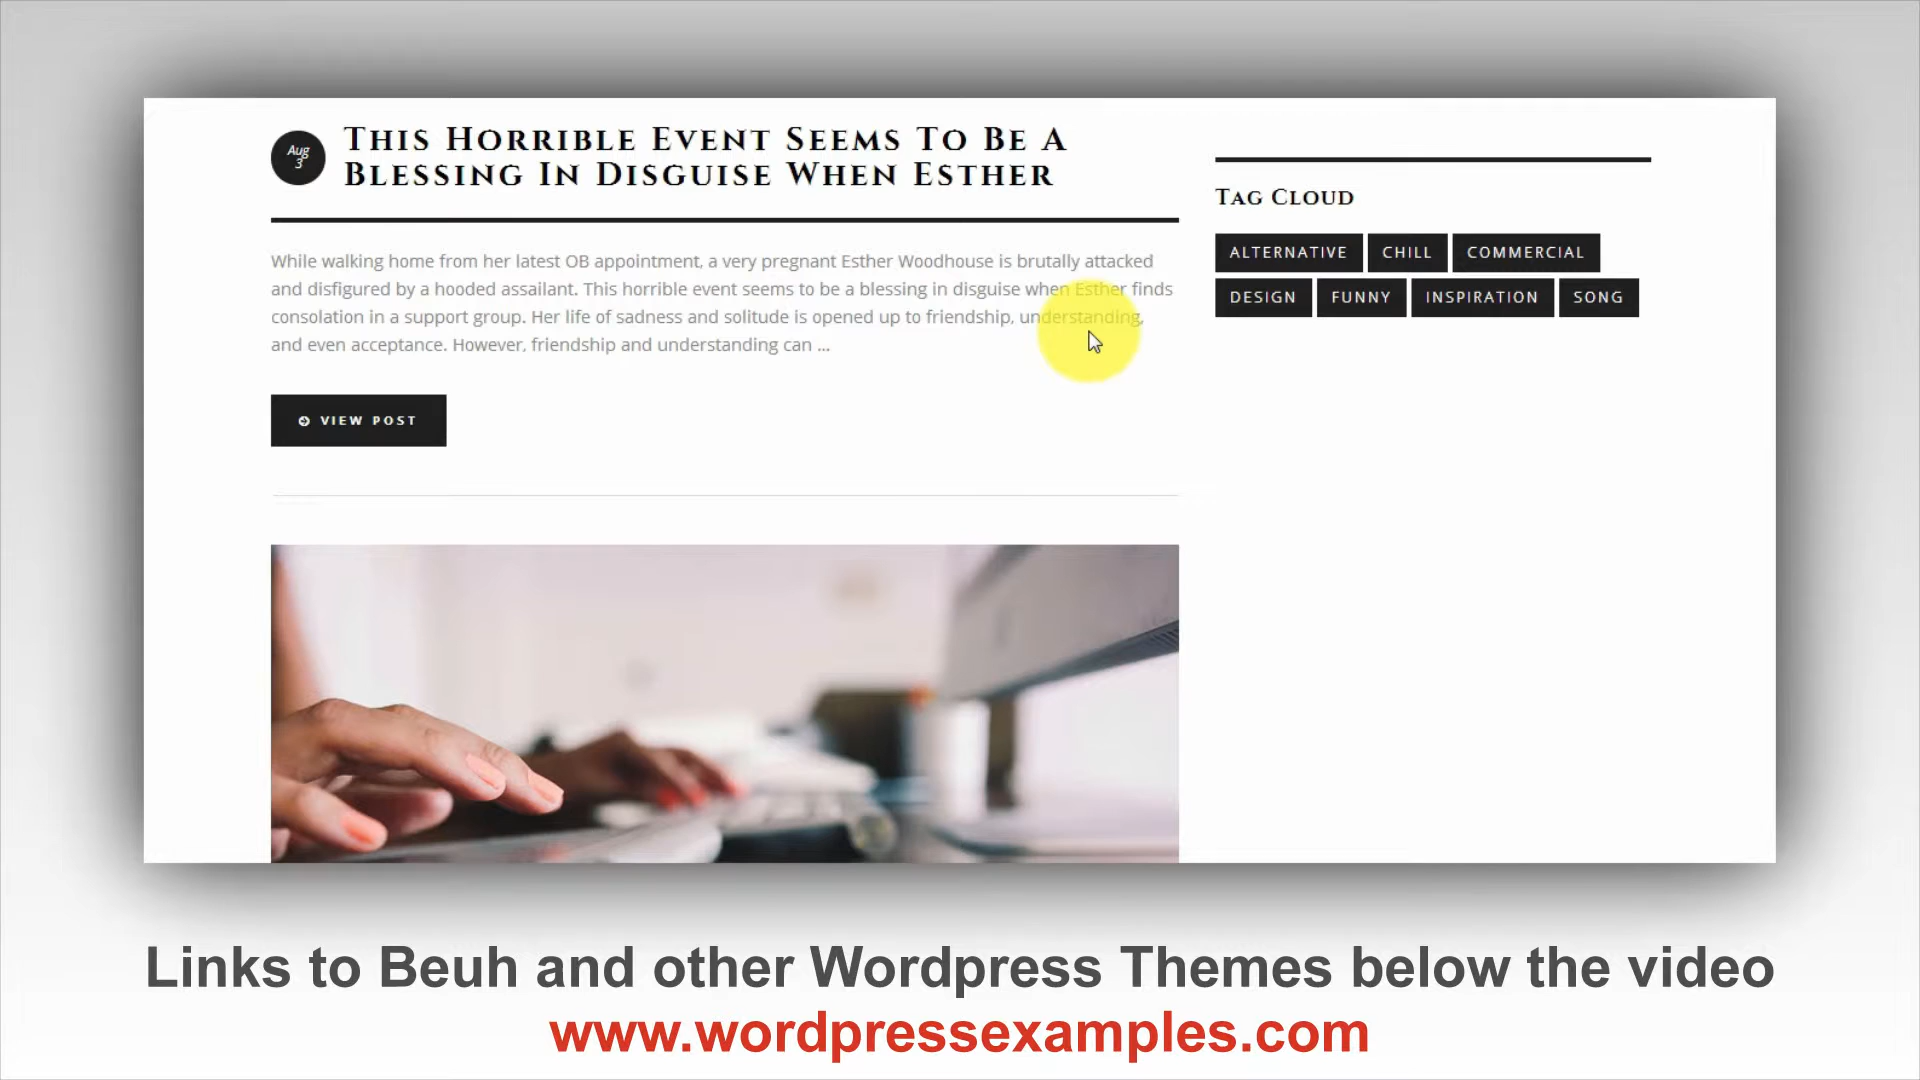 Aug
3
This Horrible Event Seems To Be A
Blessing In Disguise When Esther
While walking home from her latest OB appointment, a very pregnant Esther Woodhouse is brutally attacked
and disfigured by a hooded assailant. This horrible event seems to be a blessing in disguise when Esther finds
consolation in a support group. Her life of sadness and solitude is opened up to friendship, understanding,
and even acceptance. However, friendship and understanding can ...
VIEW POST
Tag Cloud
ALTERNATIVE CHILL COMMERCIAL
DESIGN FUNNY INSPIRATION SONG
Links to Beuh and other Wordpress Themes below the video
www.wordpressexamples.com